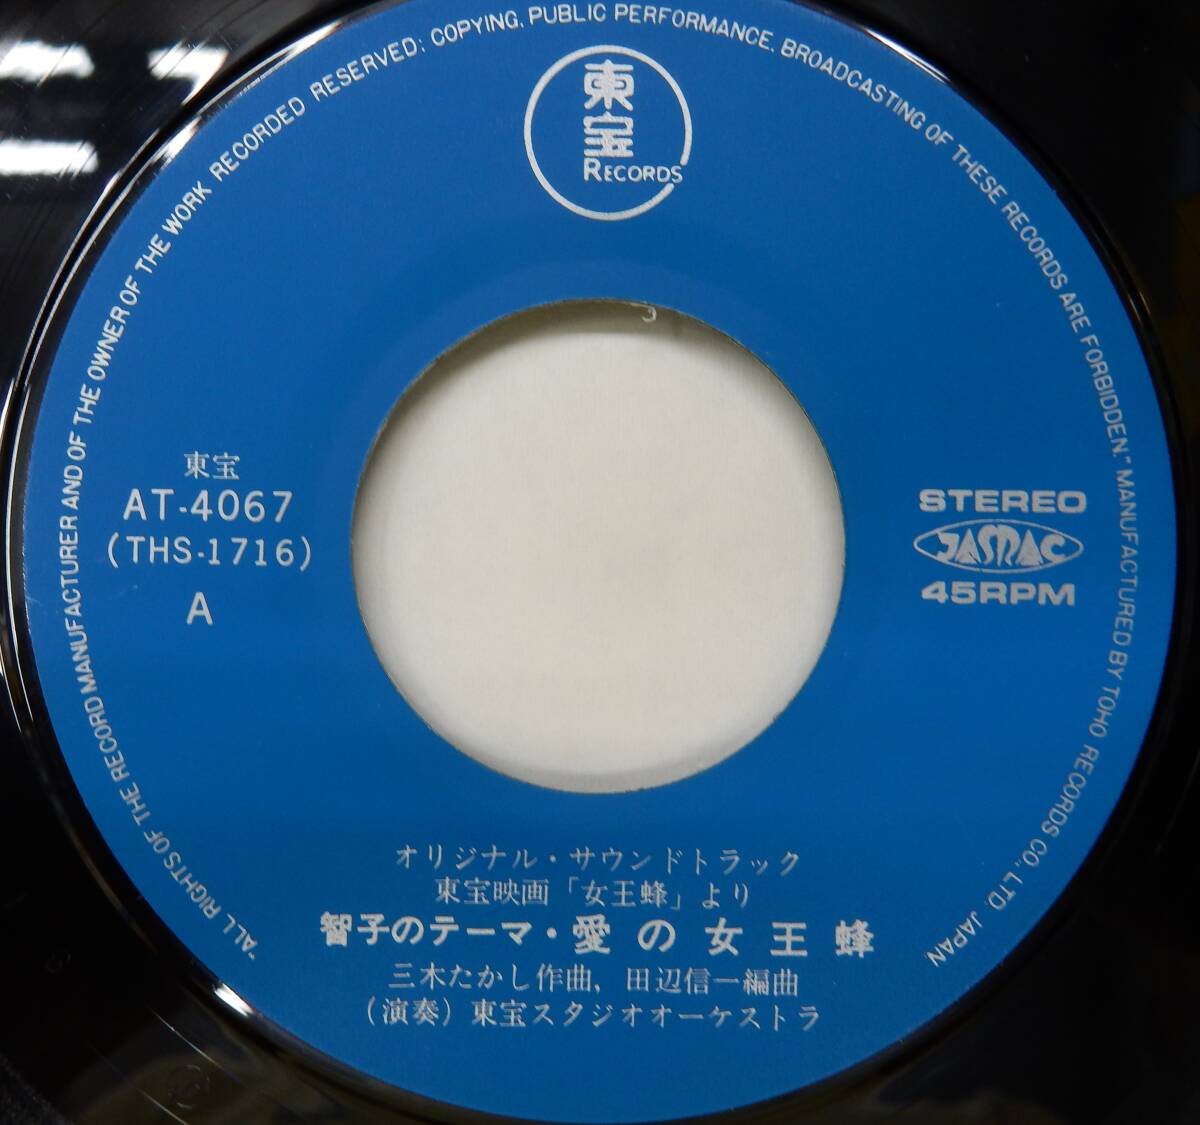 "ALL RIGHTS OF THE RECORD MANUFACTURER AND OF THE OWNER OF THE WORK RECORDED RESERVED; COPYING, PUBLIC PERFORMANCE, BROADCASTING OF THESE RECORDS ARE FORBIDDEN." MANUFACTURED BY TOHO RECORDS CO., LTD. JAPAN
東宝
RECORDS
東宝
AT-4067
(THS-1716)
A
STEREO
JASRAC
45RPM
オリジナル・サウンドトラック
東宝映画「女王蜂」より
智子のテーマ・愛の女王蜂
三木たかし作曲, 田辺信一編曲
(演奏) 東宝スタジオオーケストラ